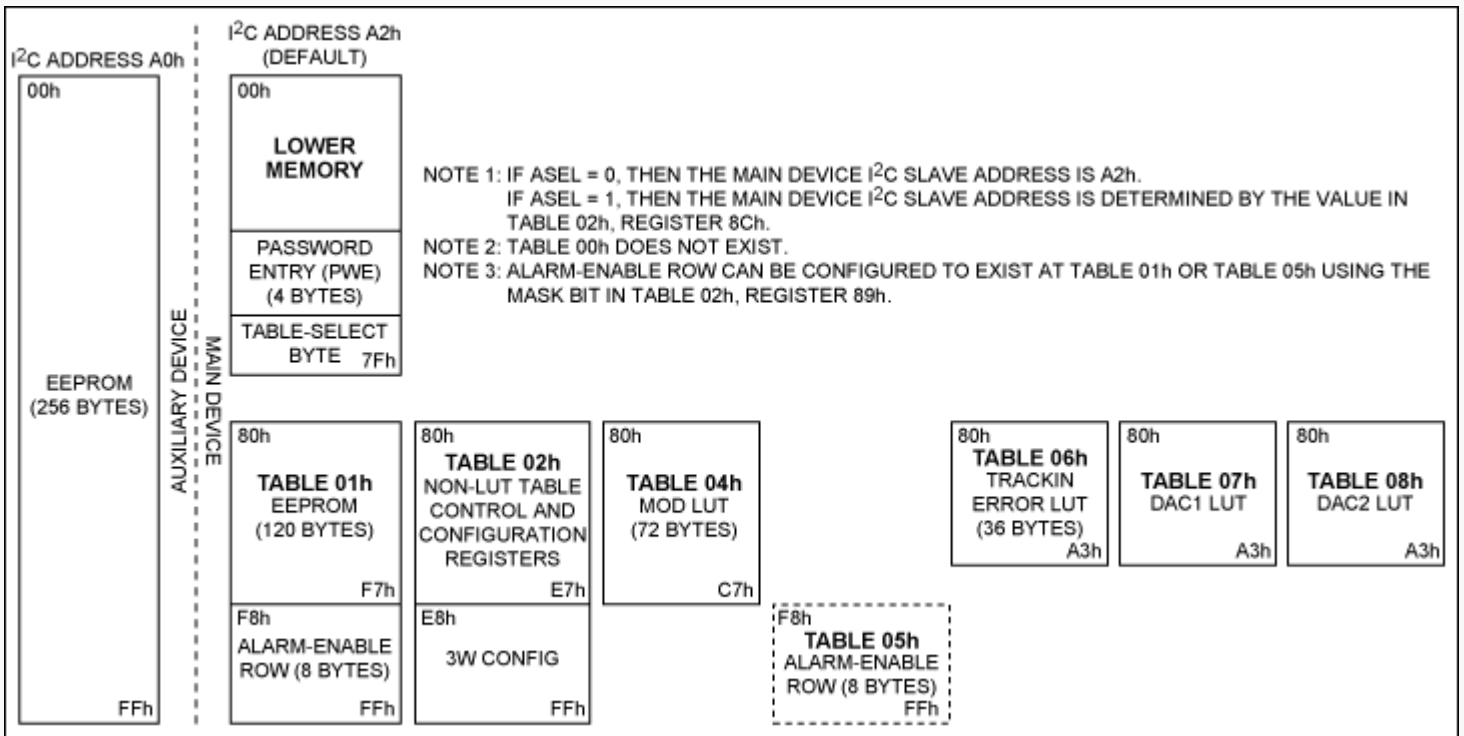 I²C ADDRESS A0h
00h
EEPROM
(256 BYTES)
FFh
AUXILIARY DEVICE
MAIN DEVICE
I²C ADDRESS A2h
(DEFAULT)
00h
LOWER
MEMORY
PASSWORD
ENTRY (PWE)
(4 BYTES)
TABLE-SELECT
BYTE
7Fh
NOTE 1: IF ASEL = 0, THEN THE MAIN DEVICE I²C SLAVE ADDRESS IS A2h.
IF ASEL = 1, THEN THE MAIN DEVICE I²C SLAVE ADDRESS IS DETERMINED BY THE VALUE IN
TABLE 02h, REGISTER 8Ch.
NOTE 2: TABLE 00h DOES NOT EXIST.
NOTE 3: ALARM-ENABLE ROW CAN BE CONFIGURED TO EXIST AT TABLE 01h OR TABLE 05h USING THE
MASK BIT IN TABLE 02h, REGISTER 89h.
80h
TABLE 01h
EEPROM
(120 BYTES)
F7h
F8h
ALARM-ENABLE
ROW (8 BYTES)
FFh
80h
TABLE 02h
NON-LUT TABLE
CONTROL AND
CONFIGURATION
REGISTERS
E7h
E8h
3W CONFIG
FFh
80h
TABLE 04h
MOD LUT
(72 BYTES)
C7h
F8h
TABLE 05h
ALARM-ENABLE
ROW (8 BYTES)
FFh
80h
TABLE 06h
TRACKIN
ERROR LUT
(36 BYTES)
A3h
80h
TABLE 07h
DAC1 LUT
A3h
80h
TABLE 08h
DAC2 LUT
A3h